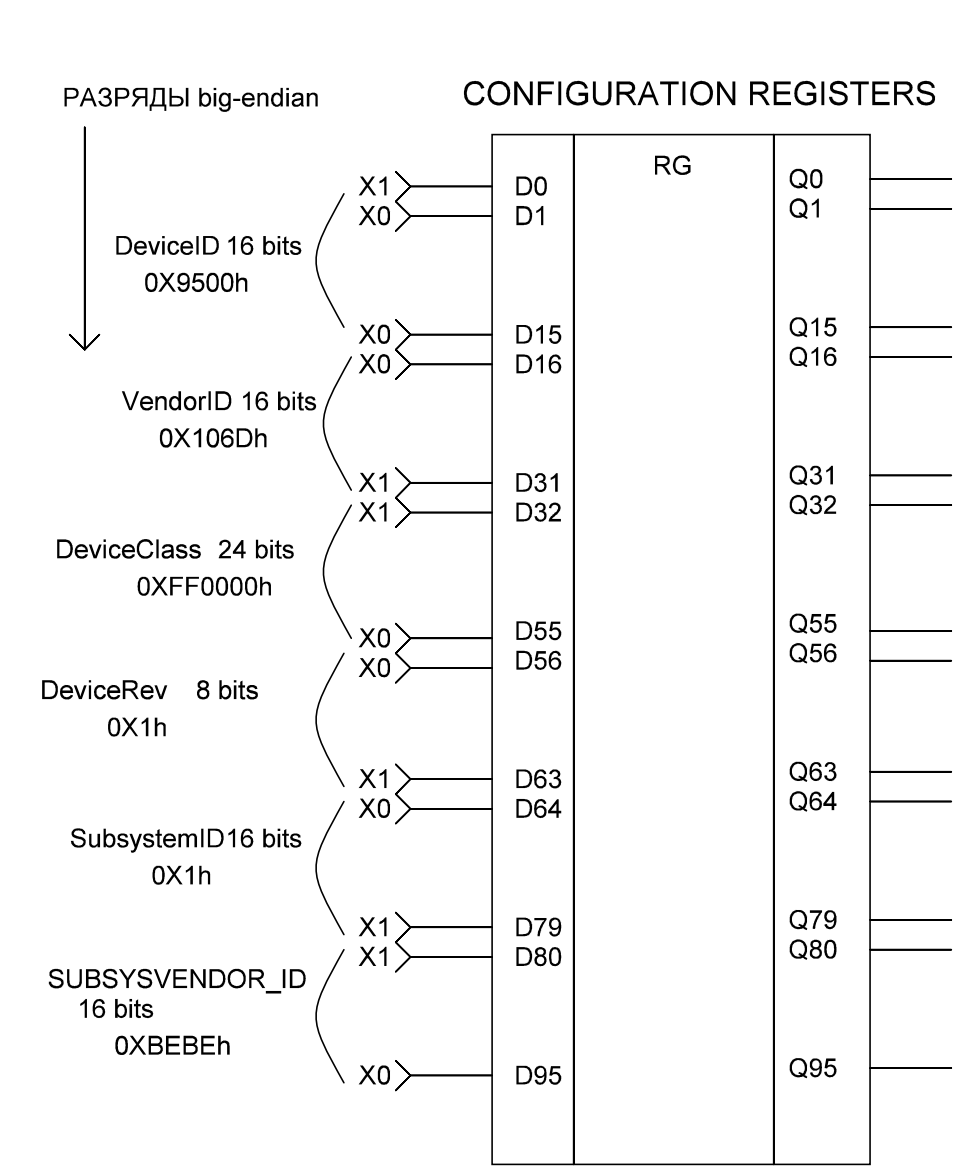 РАЗРЯДЫ big-endian
CONFIGURATION REGISTERS
RG
X1 D0 Q0
X0 D1 Q1
DeviceID 16 bits
0X9500h
X0 D15 Q15
X0 D16 Q16
VendorID 16 bits
0X106Dh
X1 D31 Q31
X1 D32 Q32
DeviceClass 24 bits
0XFF0000h
X0 D55 Q55
X0 D56 Q56
DeviceRev 8 bits
0X1h
X1 D63 Q63
X0 D64 Q64
SubsystemID16 bits
0X1h
X1 D79 Q79
X1 D80 Q80
SUBSYSVENDOR_ID
16 bits
0XBEBEh
X0 D95 Q95